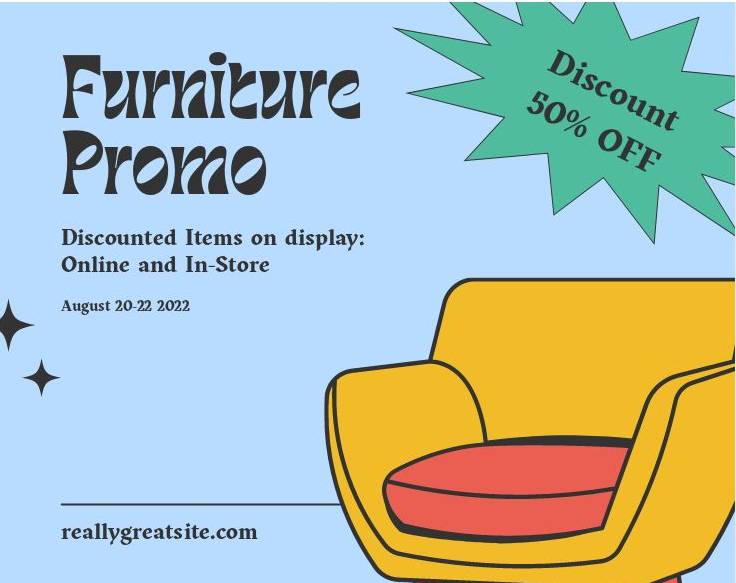 Furniture
Promo
Discount
50% OFF
Discounted Items on display:
Online and In-Store
August 20-22 2022
reallygreatsite.com